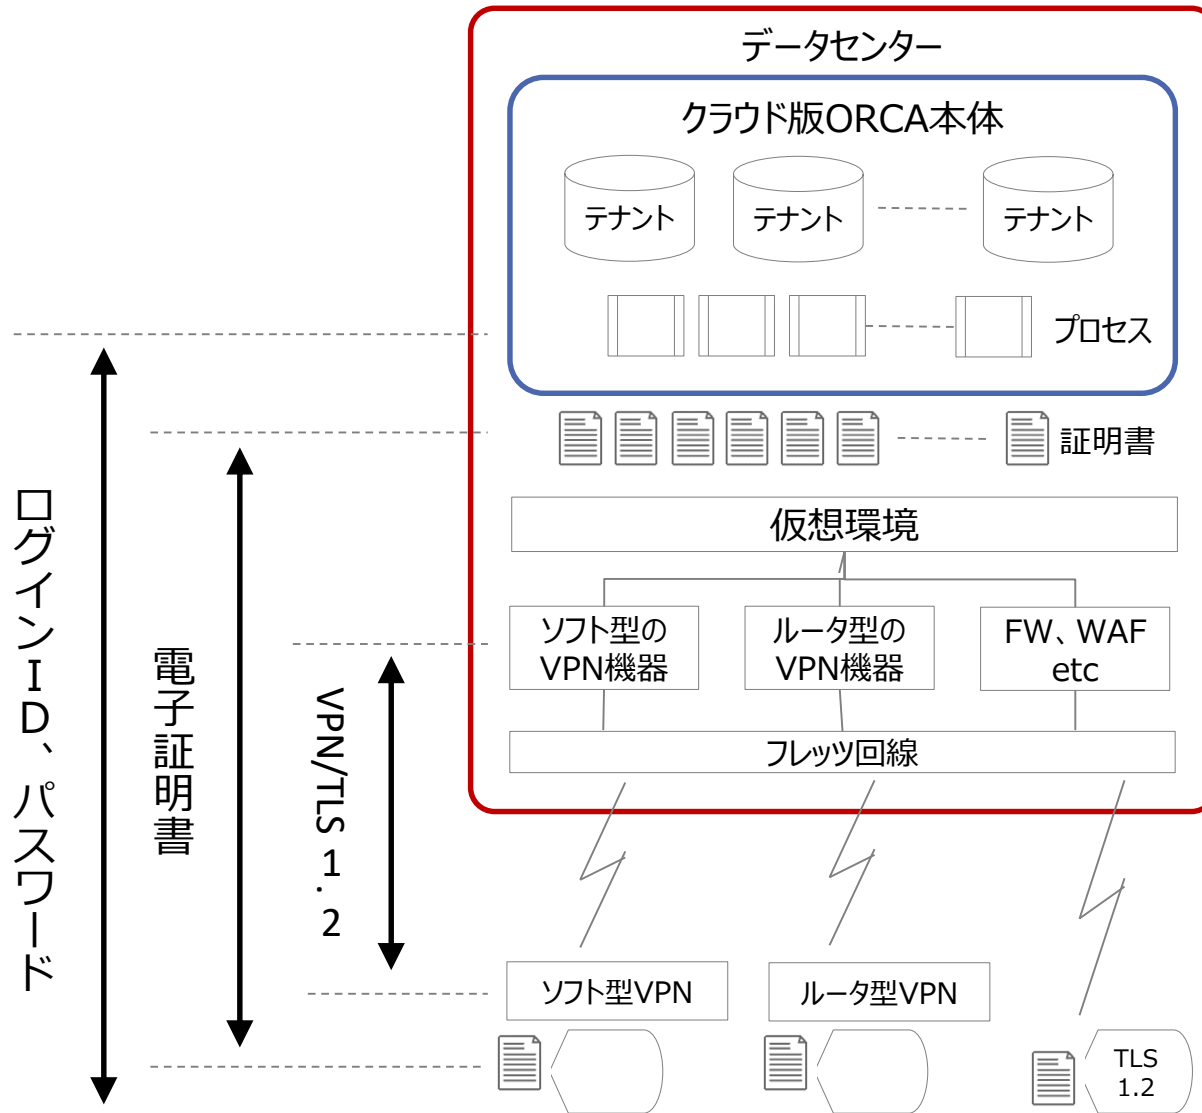 データセンター
クラウド版ORCA本体
テナント
テナント
テナント
プロセス
証明書
仮想環境
ソフト型の
VPN機器
ルータ型の
VPN機器
FW、WAF
etc
フレッツ回線
ログインID、パスワード
電子証明書
VPN/TLS 1.2
ソフト型VPN
ルータ型VPN
TLS
1.2